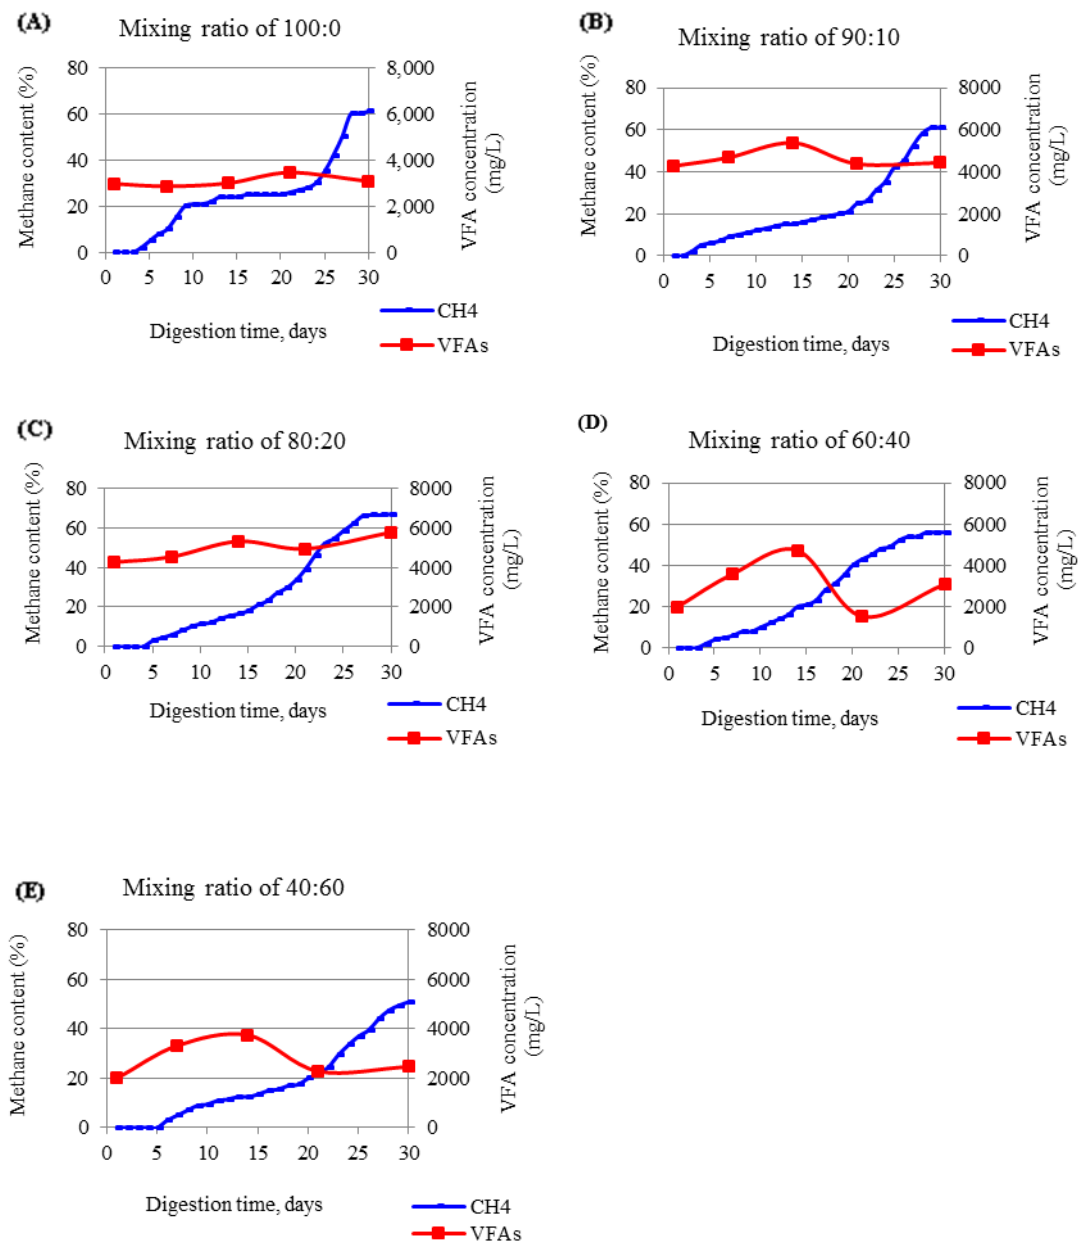 (A)
Mixing ratio of 100:0
Methane content (%)
80
60
40
20
0
8,000
6,000
4,000
2,000
0
VFA concentration
(mg/L)
0 5 10 15 20 25 30
Digestion time, days
CH4
VFAs
(B)
Mixing ratio of 90:10
Methane content (%)
80
60
40
20
0
8000
6000
4000
2000
0
VFA concentration
(mg/L)
0 5 10 15 20 25 30
Digestion time, days
CH4
VFAs
(C)
Mixing ratio of 80:20
Methane content (%)
80
60
40
20
0
8000
6000
4000
2000
0
VFA concentration
(mg/L)
0 5 10 15 20 25 30
Digestion time, days
CH4
VFAs
(D)
Mixing ratio of 60:40
Methane content (%)
80
60
40
20
0
8000
6000
4000
2000
0
VFA concentration
(mg/L)
0 5 10 15 20 25 30
Digestion time, days
CH4
VFAs
(E)
Mixing ratio of 40:60
Methane content (%)
80
60
40
20
0
8000
6000
4000
2000
0
VFA concentration
(mg/L)
0 5 10 15 20 25 30
Digestion time, days
CH4
VFAs